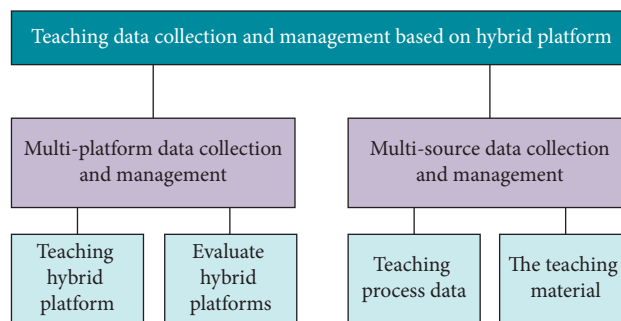 Teaching data collection and management based on hybrid platform
Multi-platform data collection
and management
Multi-source data collection
and management
Teaching
hybrid
platform
Evaluate
hybrid
platforms
Teaching
process data
The teaching
material